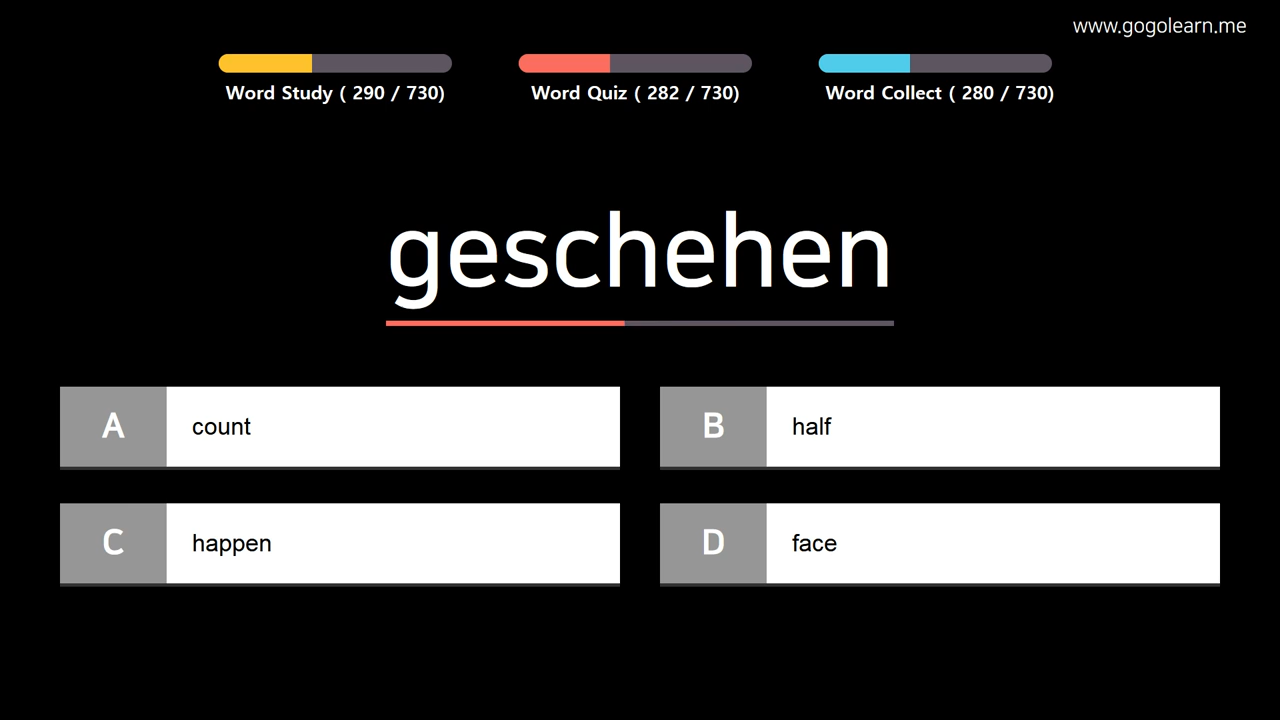 www.gogolearn.me
Word Study ( 290 / 730)
Word Quiz ( 282 / 730)
Word Collect ( 280 / 730)
geschehen
A
count
B
half
C
happen
D
face